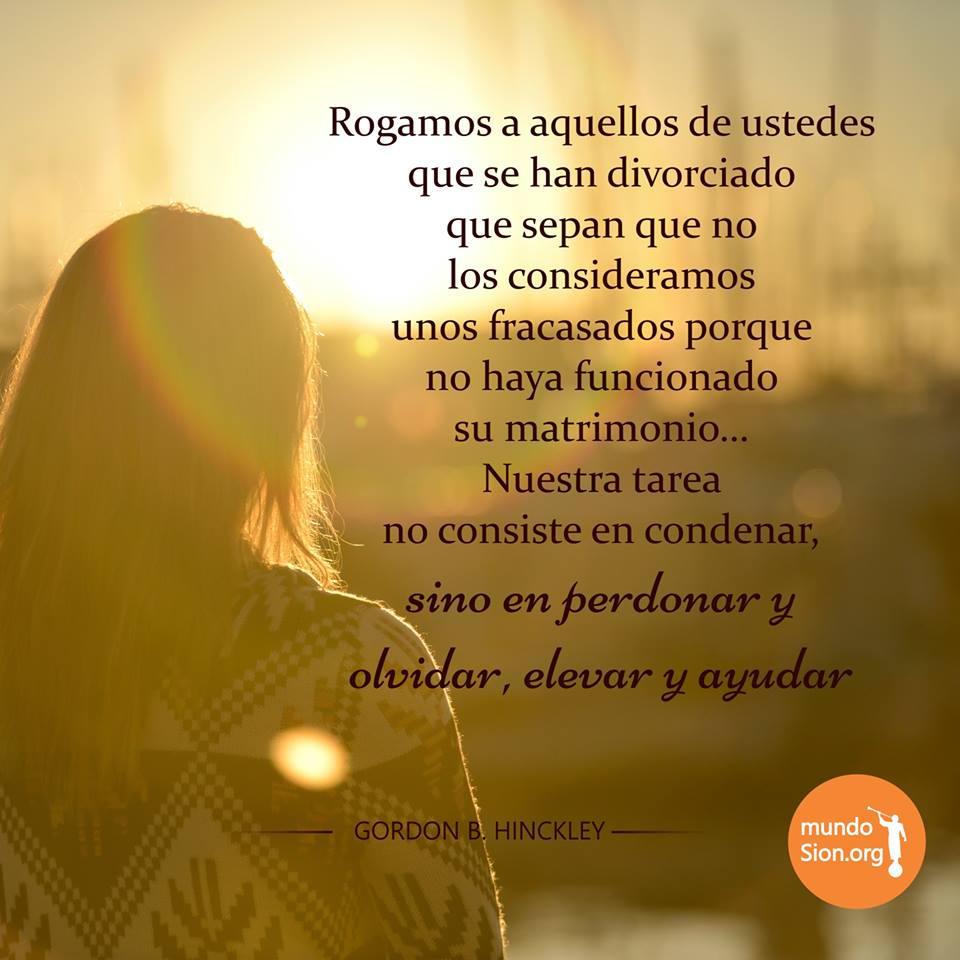 Rogamos a aquellos de ustedes
que se han divorciado
que sepan que no
los consideramos
unos fracasados porque
no haya funcionado
su matrimonio...
Nuestra tarea
no consiste en condenar,
sino en perdonar y
olvidar, elevar y ayudar
GORDON B. HINCKLEY
mundo
Sion.org